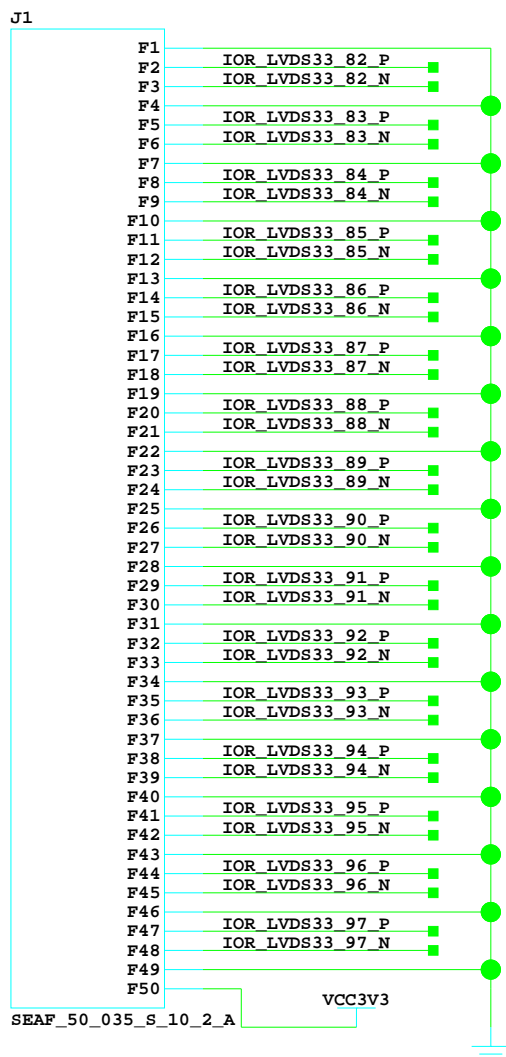 J1
F1
F2 IOR_LVDS33_82_P
F3 IOR_LVDS33_82_N
F4
F5 IOR_LVDS33_83_P
F6 IOR_LVDS33_83_N
F7
F8 IOR_LVDS33_84_P
F9 IOR_LVDS33_84_N
F10
F11 IOR_LVDS33_85_P
F12 IOR_LVDS33_85_N
F13
F14 IOR_LVDS33_86_P
F15 IOR_LVDS33_86_N
F16
F17 IOR_LVDS33_87_P
F18 IOR_LVDS33_87_N
F19
F20 IOR_LVDS33_88_P
F21 IOR_LVDS33_88_N
F22
F23 IOR_LVDS33_89_P
F24 IOR_LVDS33_89_N
F25
F26 IOR_LVDS33_90_P
F27 IOR_LVDS33_90_N
F28
F29 IOR_LVDS33_91_P
F30 IOR_LVDS33_91_N
F31
F32 IOR_LVDS33_92_P
F33 IOR_LVDS33_92_N
F34
F35 IOR_LVDS33_93_P
F36 IOR_LVDS33_93_N
F37
F38 IOR_LVDS33_94_P
F39 IOR_LVDS33_94_N
F40
F41 IOR_LVDS33_95_P
F42 IOR_LVDS33_95_N
F43
F44 IOR_LVDS33_96_P
F45 IOR_LVDS33_96_N
F46
F47 IOR_LVDS33_97_P
F48 IOR_LVDS33_97_N
F49
F50
VCC3V3
SEAF_50_035_S_10_2_A